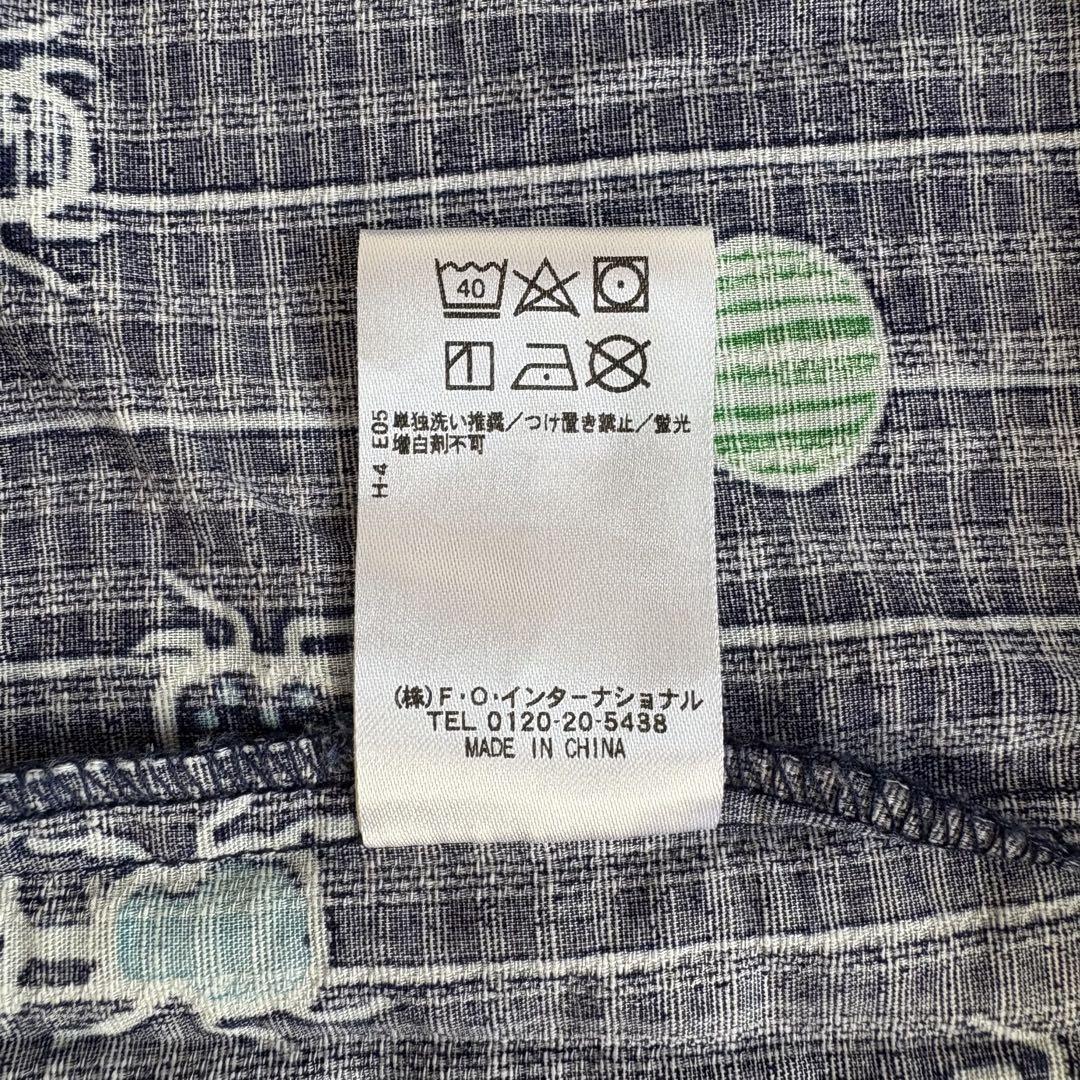 40
単独洗い推奨/つけ置き禁止/蛍光
増白剤不可
H-4 E05
(株)F・O・インターナショナル
TEL 0120-20-5438
MADE IN CHINA